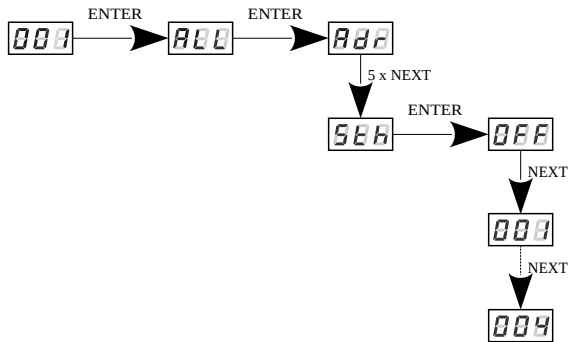 ENTER
ENTER
001
ALL
Adr
5 x NEXT
ENTER
Sth
OFF
NEXT
001
NEXT
004